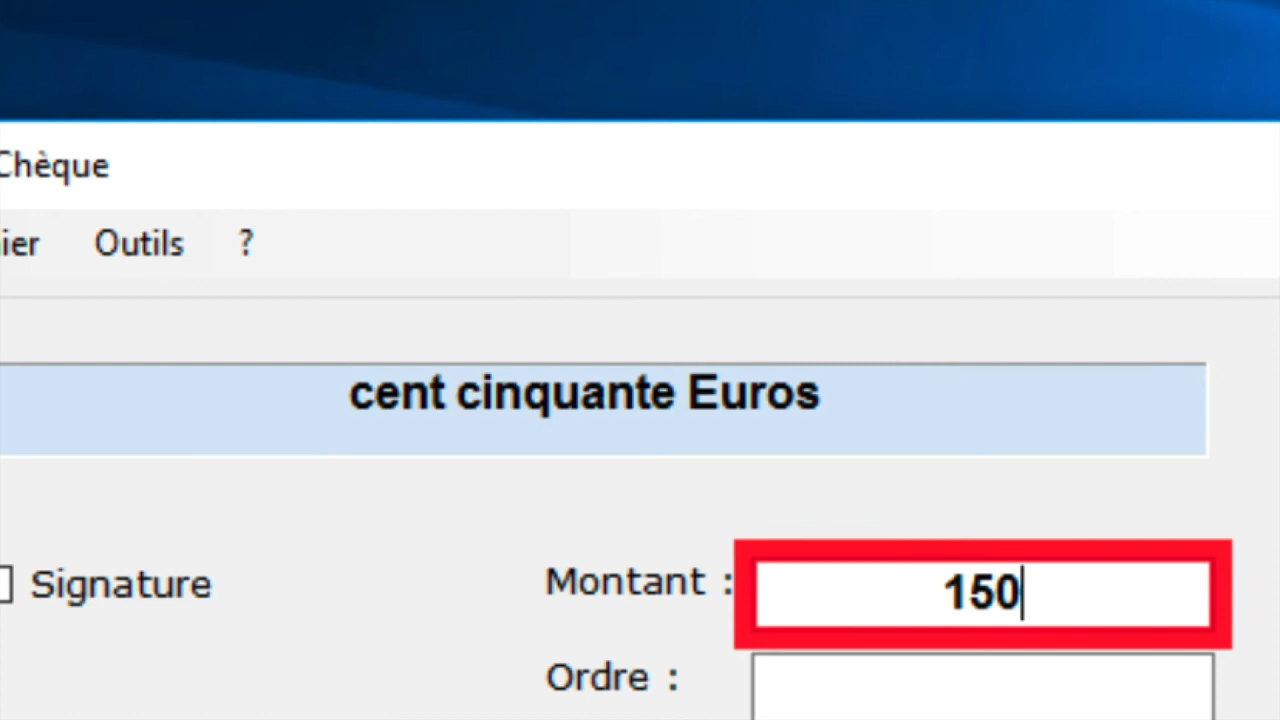 Chèque
ier Outils ?
cent cinquante Euros
Signature
Montant :
150
Ordre :